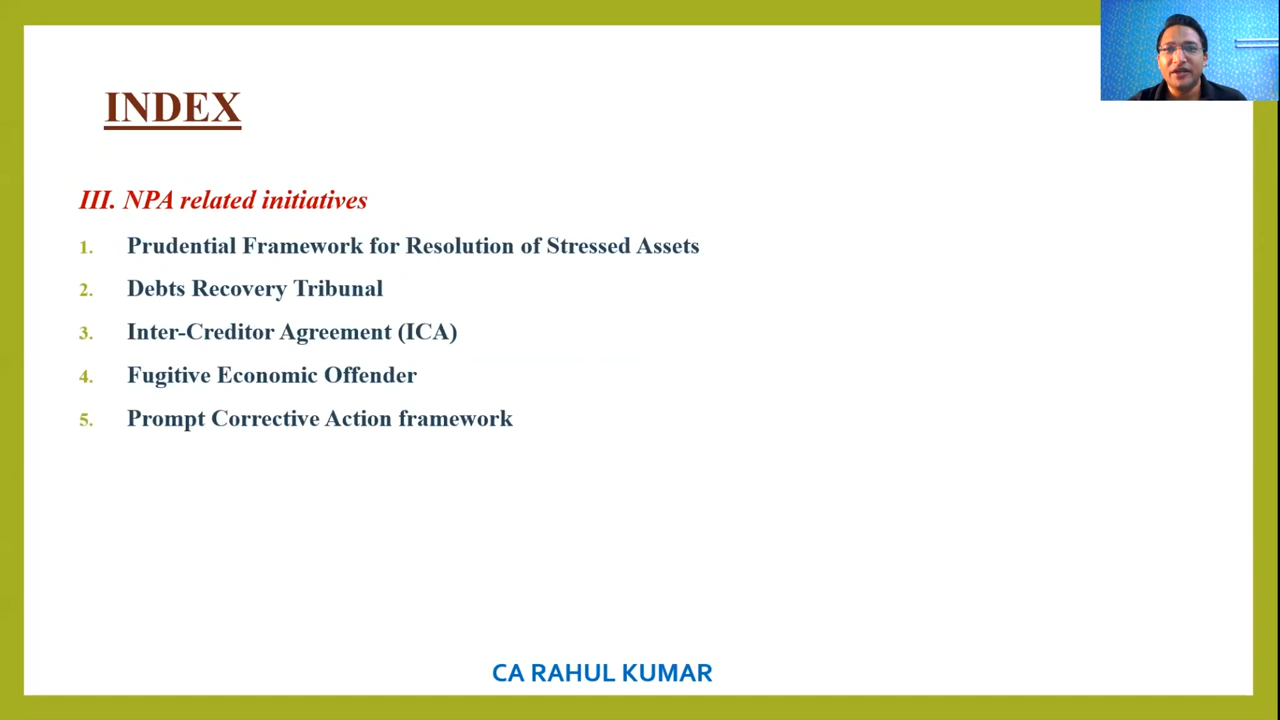 INDEX
III. NPA related initiatives
1. Prudential Framework for Resolution of Stressed Assets
2. Debts Recovery Tribunal
3. Inter-Creditor Agreement (ICA)
4. Fugitive Economic Offender
5. Prompt Corrective Action framework
CA RAHUL KUMAR